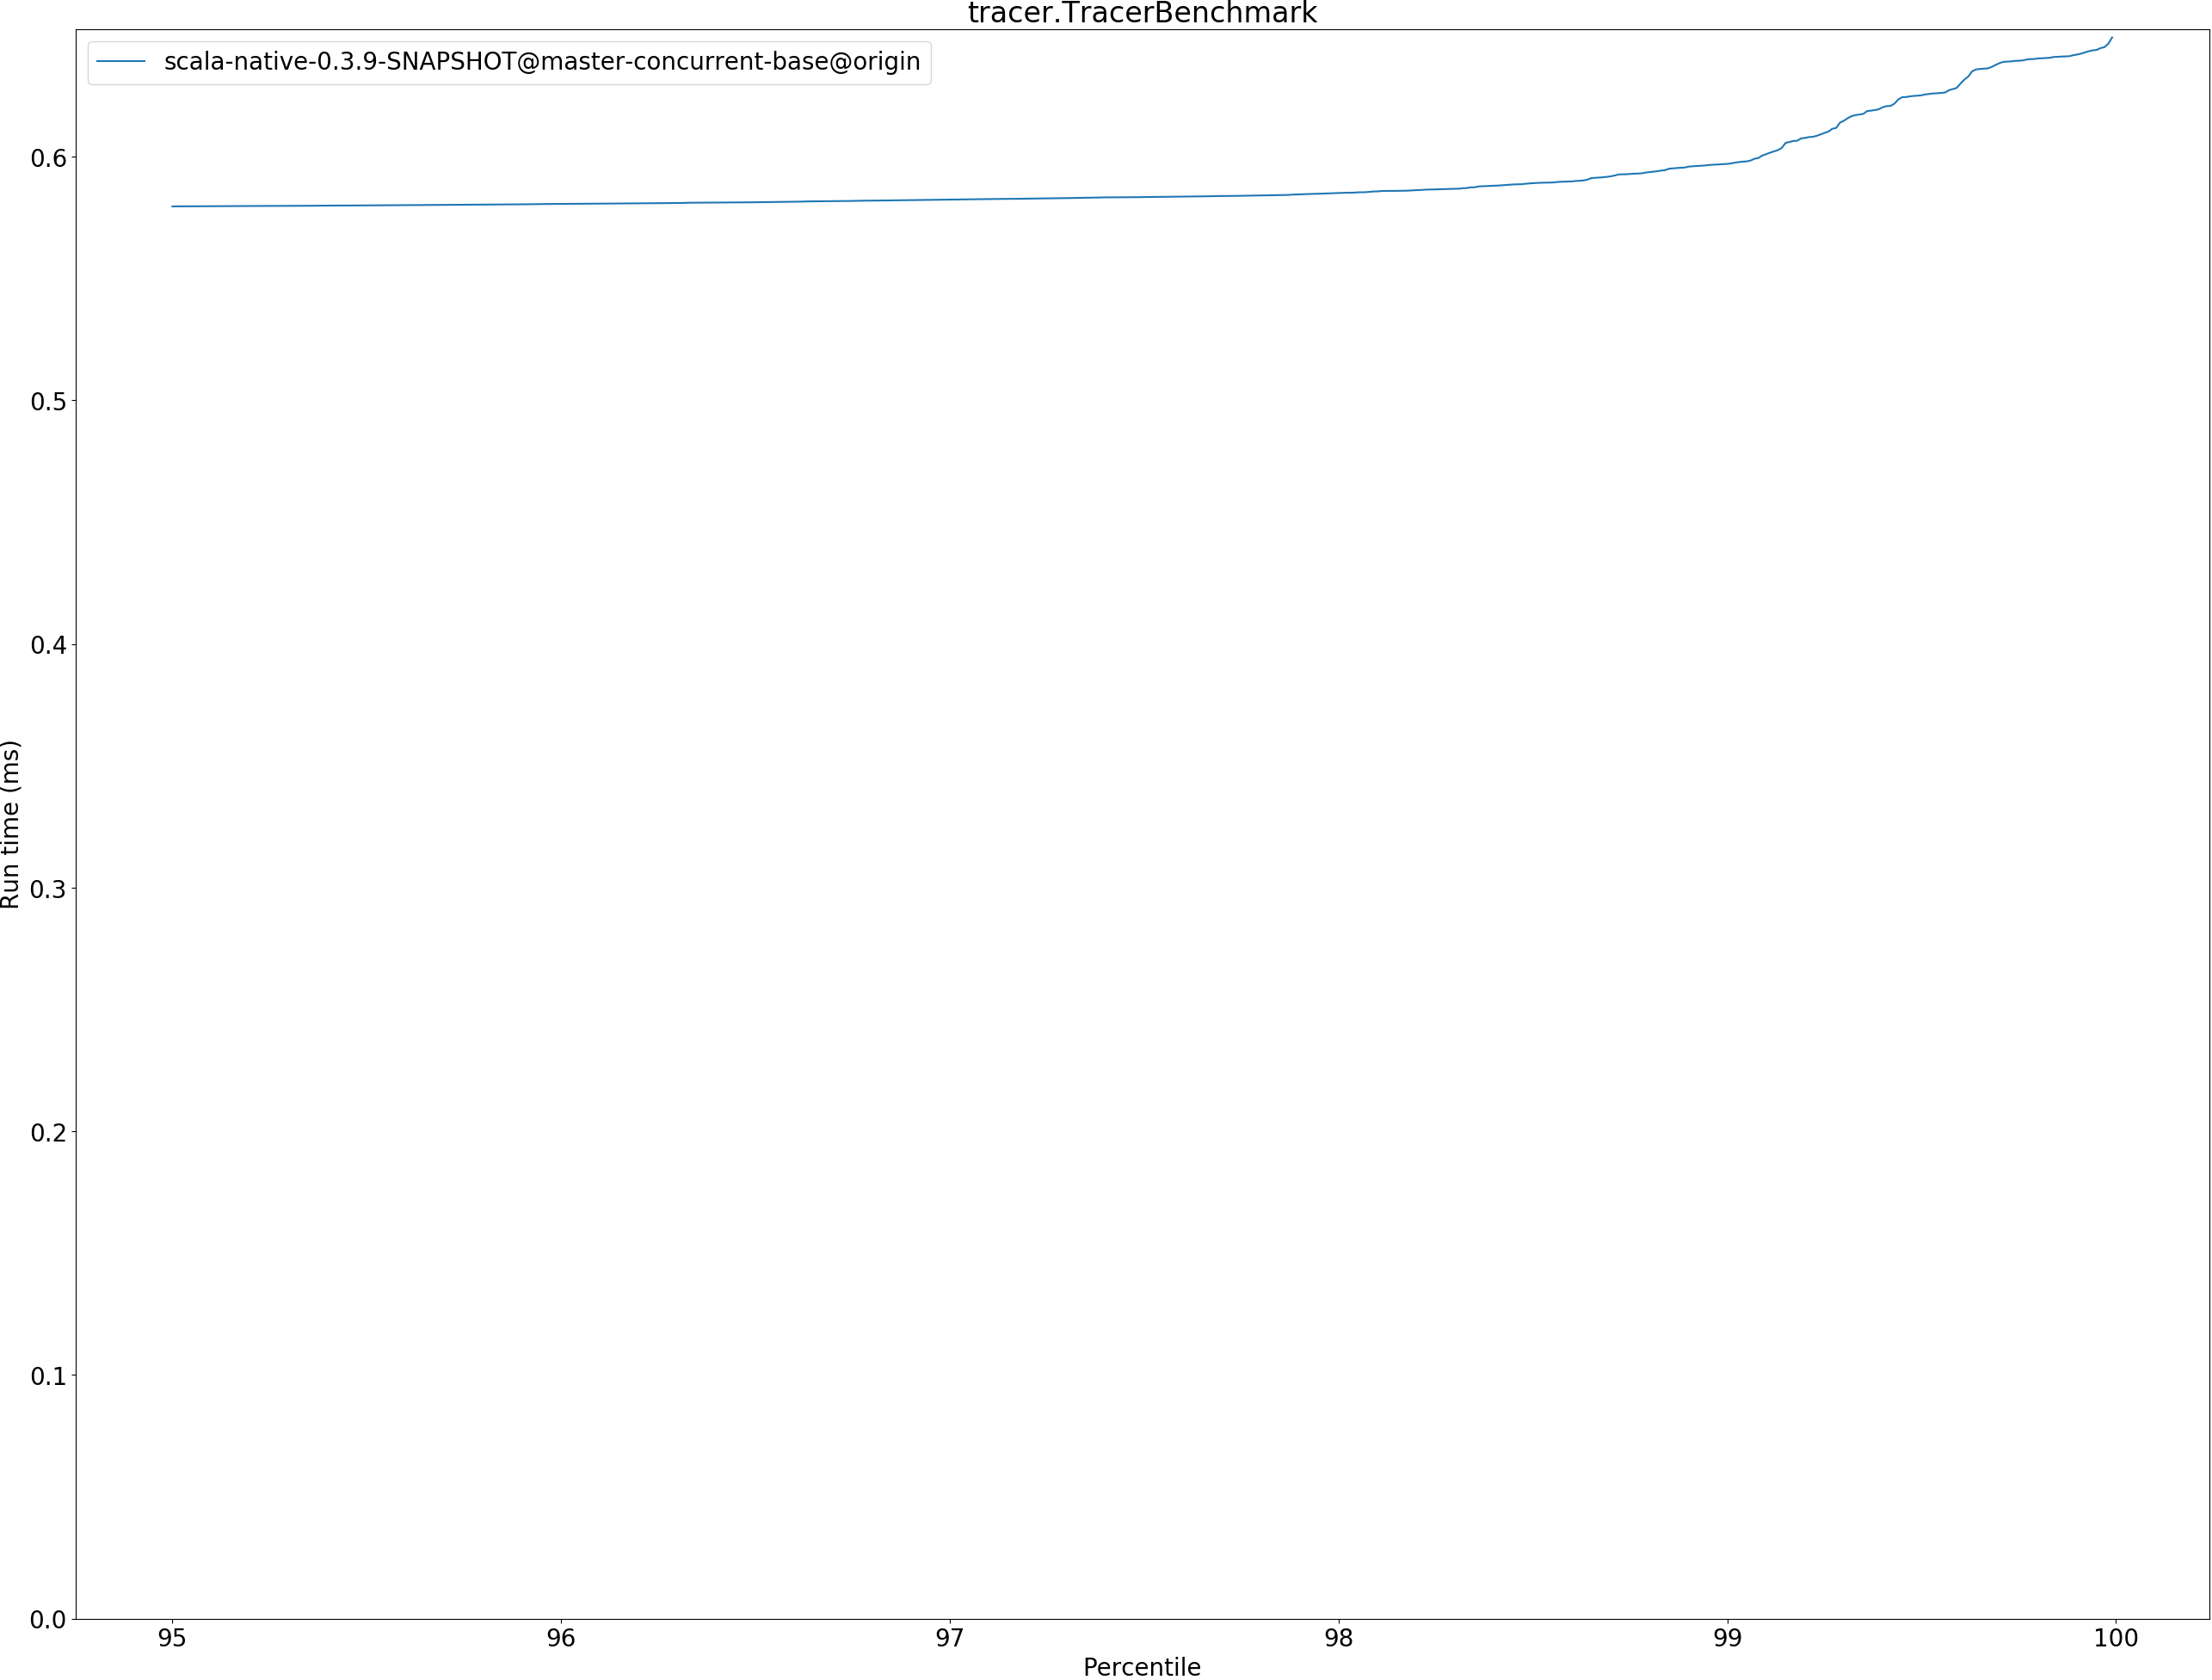 tracer.TracerBenchmark
scala-native-0.3.9-SNAPSHOT@master-concurrent-base@origin
Run time (ms)
0.6
0.5
0.4
0.3
0.2
0.1
0.0
95 96 97 98 99 100
Percentile